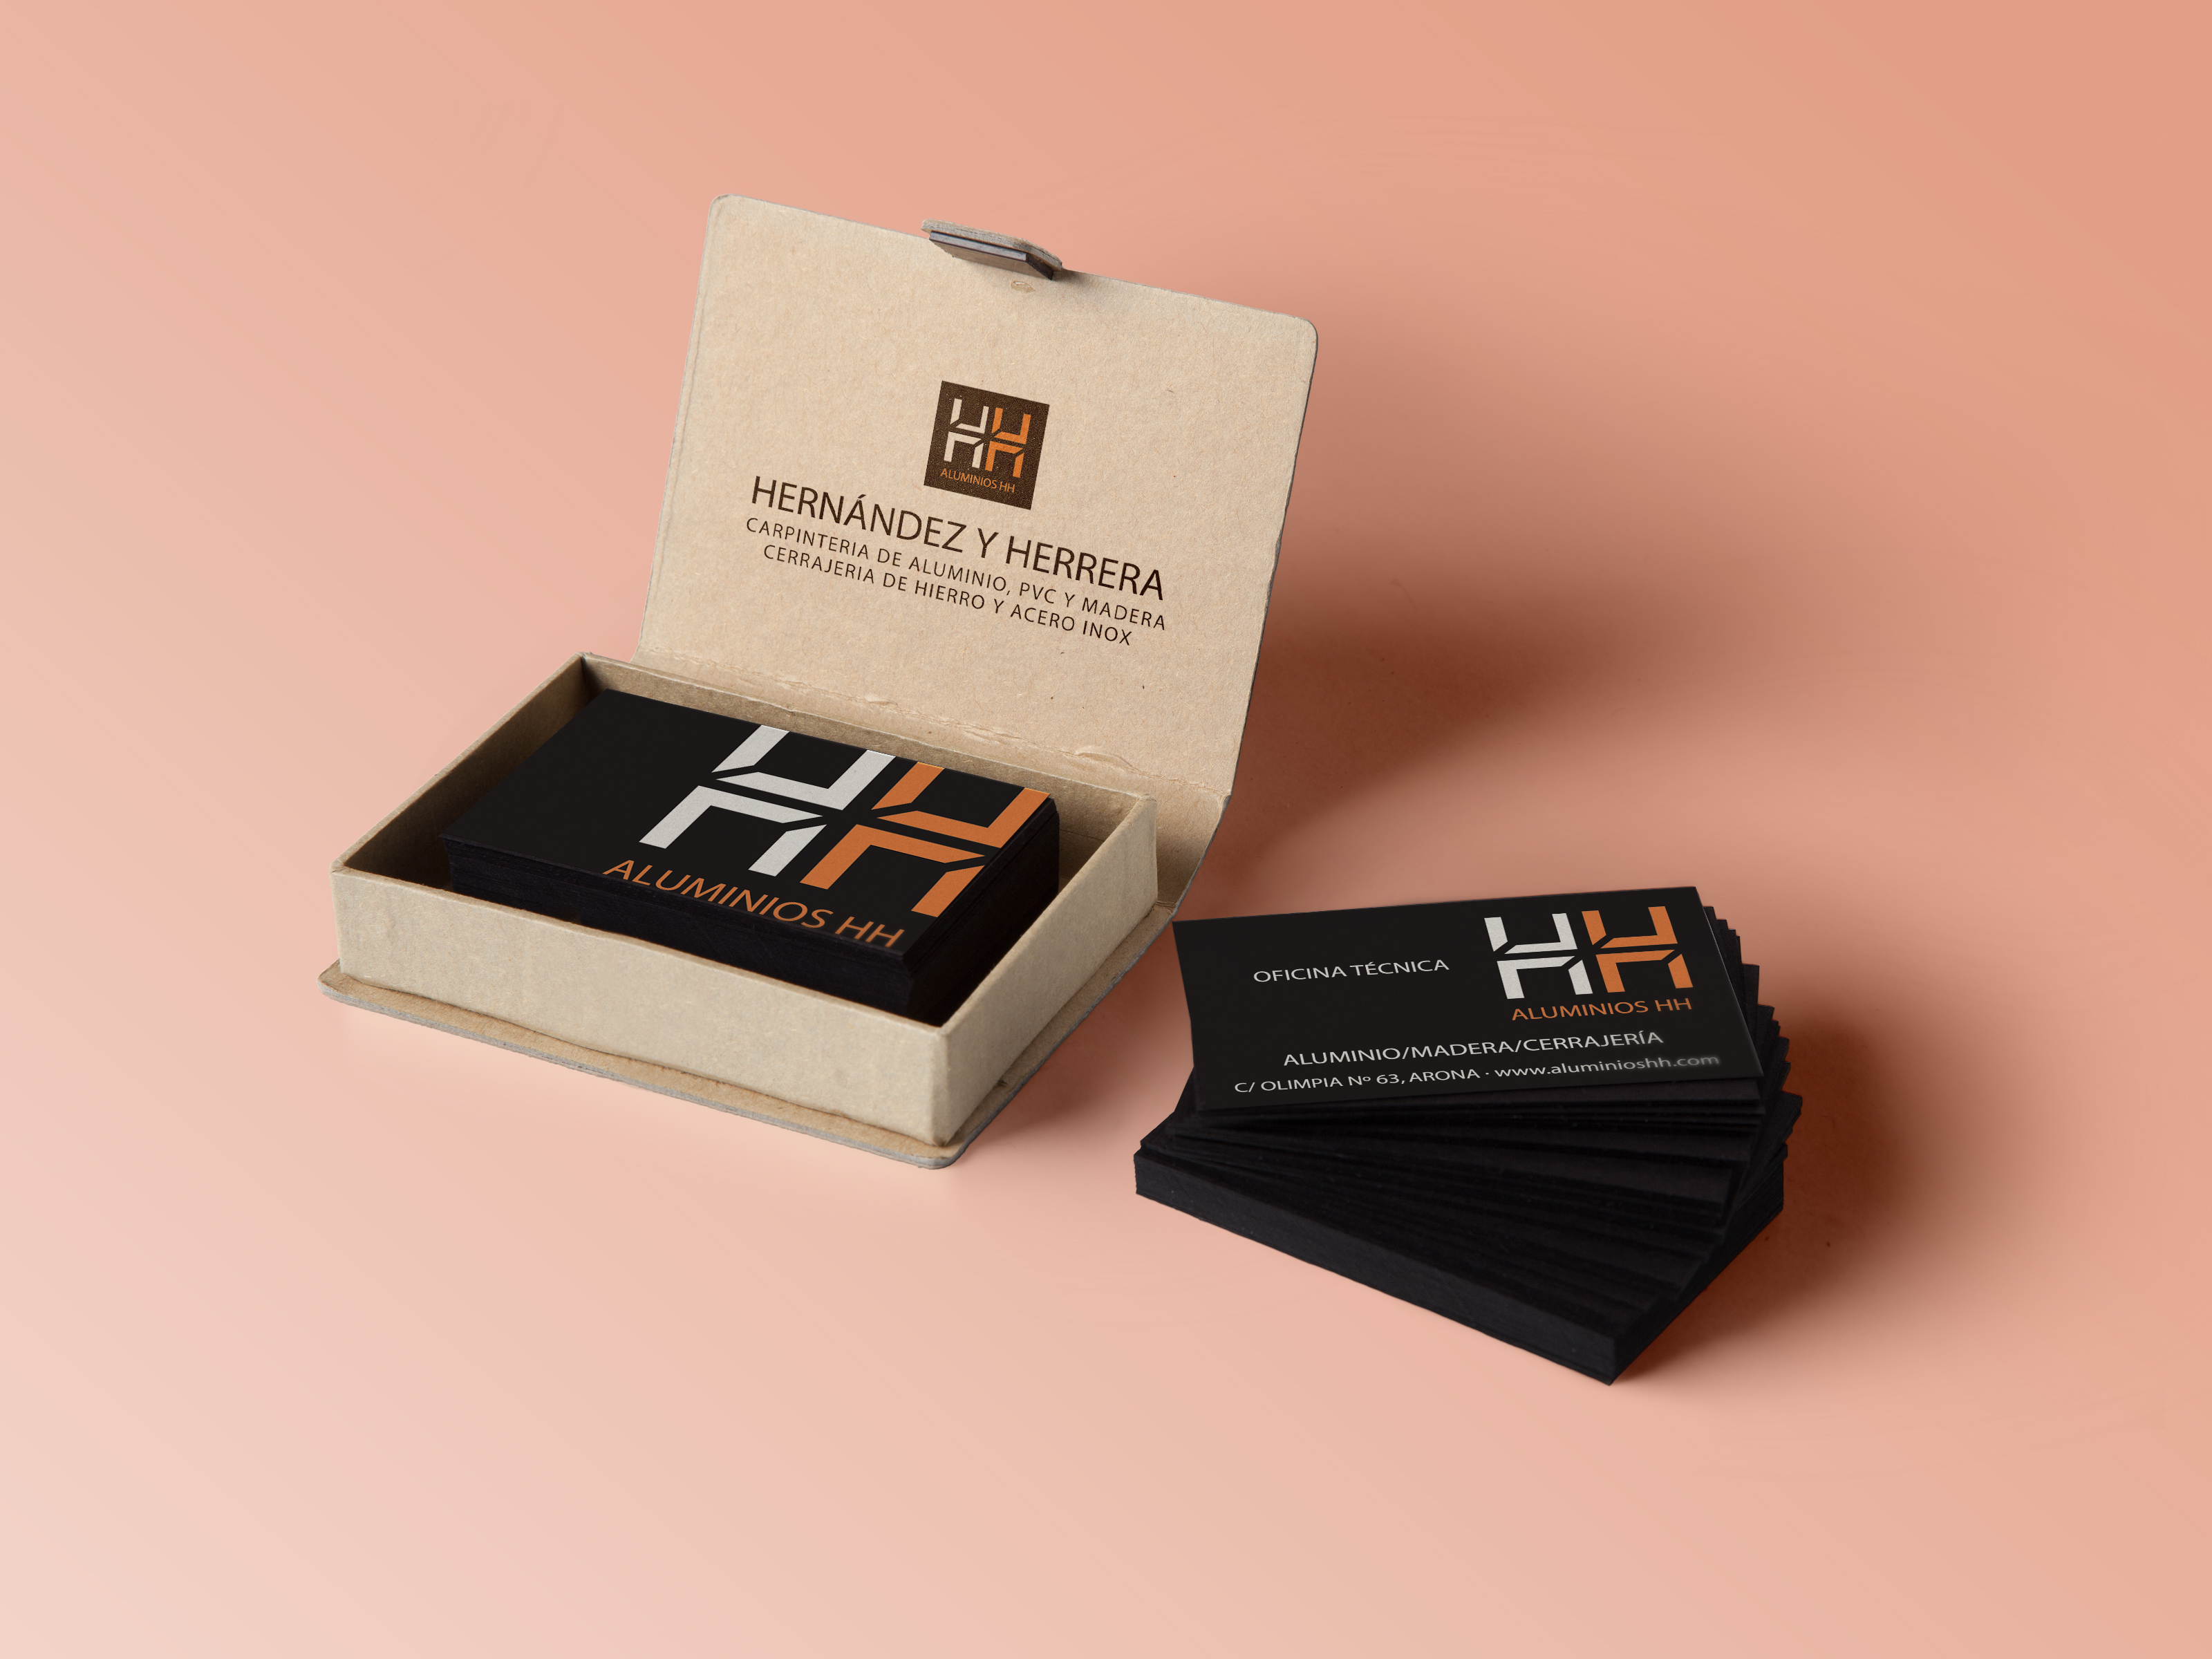 HH
ALUMINIOS HH
HERNÁNDEZ Y HERRERA
CARPINTERIA DE ALUMINIO, PVC Y MADERA
CERRAJERIA DE HIERRO Y ACERO INOX
HH
ALUMINIOS HH
HH
OFICINA TÉCNICA
ALUMINIOS HH
ALUMINIO/MADERA/CERRAJERÍA
C/ OLIMPIA Nº 63, ARONA · www.aluminioshh.com